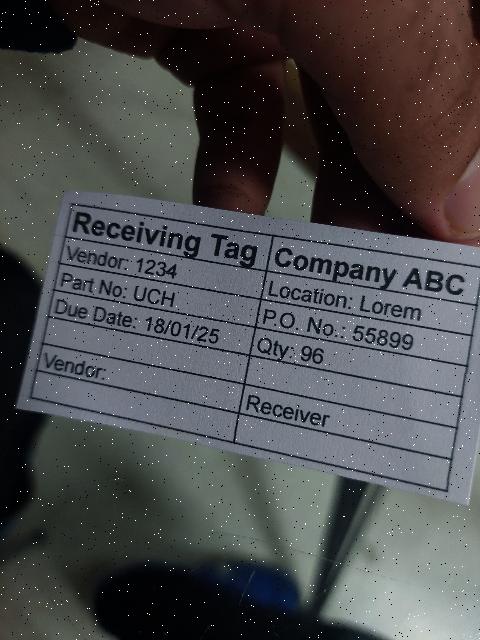 Receiving Tag
Company ABC
Vendor: 1234
Location: Lorem
Part No: UCH
P.O. No.: 55899
Due Date: 18/01/25
Qty: 96
Vendor:
Receiver